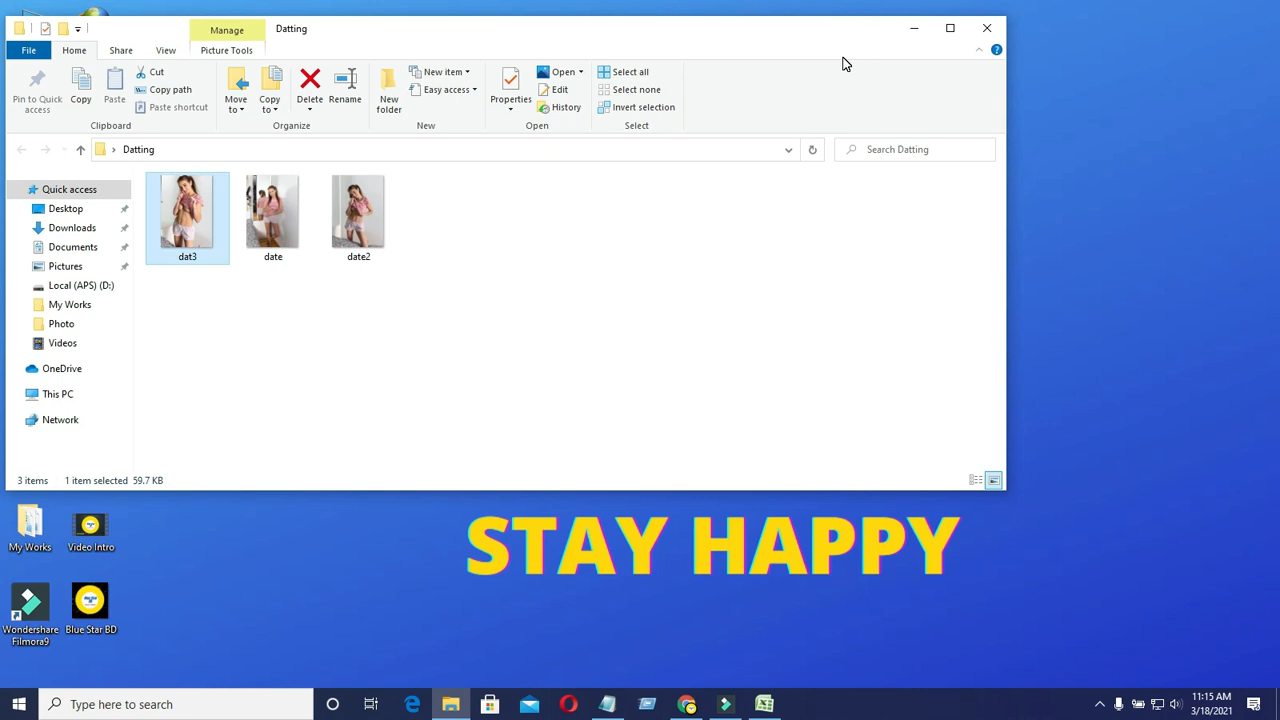 Manage
Datting
File
Home
Share
View
Picture Tools
Pin to Quick access
Copy
Paste
Cut
Copy path
Paste shortcut
Clipboard
Move to
Copy to
Delete
Rename
Organize
New folder
New item
Easy access
New
Properties
Open
Edit
History
Open
Select all
Select none
Invert selection
Select
Datting
Search Datting
Quick access
Desktop
Downloads
Documents
Pictures
Local (APS) (D:)
My Works
Photo
Videos
OneDrive
This PC
Network
dat3
date
date2
3 items
1 item selected
59.7 KB
STAY HAPPY
My Works
Video Intro
Wondershare
Filmora9
Blue Star BD
Type here to search
11:15 AM
3/18/2021